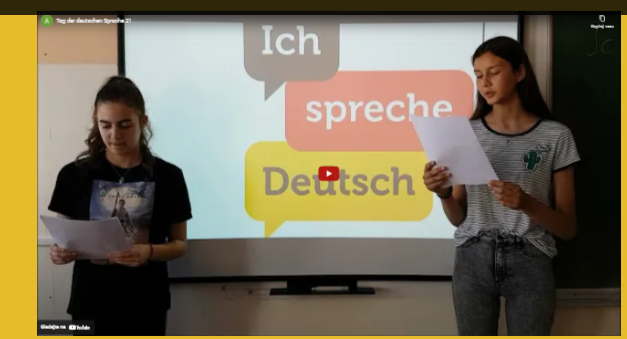 A Tag der deutschen Sprache 21
Ich
spreche
Deutsch
Gledajte na YouTube